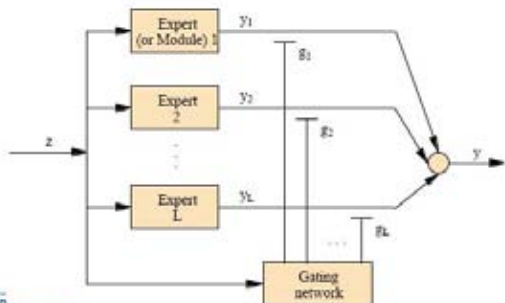 Expert
(or Module) 1
y1
g1
Expert
2
y2
g2
z
y
Expert
L
yL
gL
Gating
network